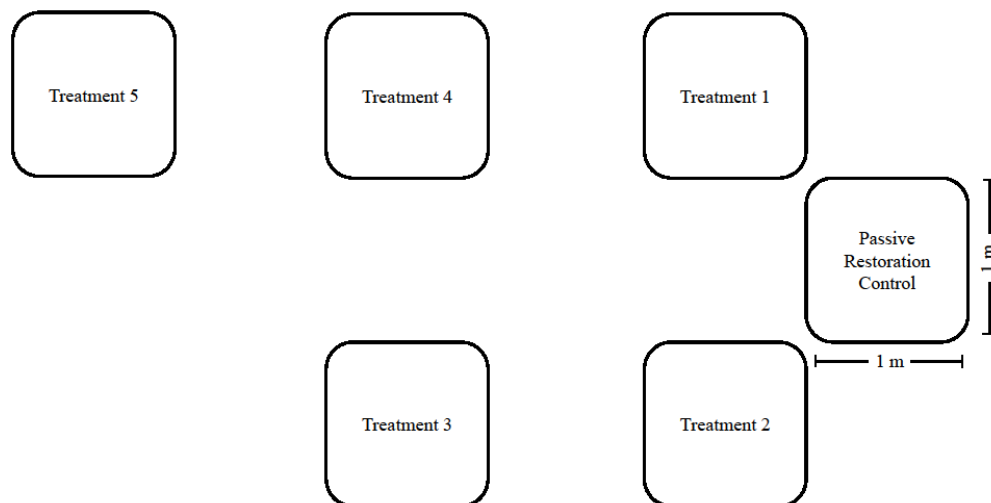 Treatment 5
Treatment 4
Treatment 1
Passive
Restoration
Control
1 m
1 m
Treatment 3
Treatment 2